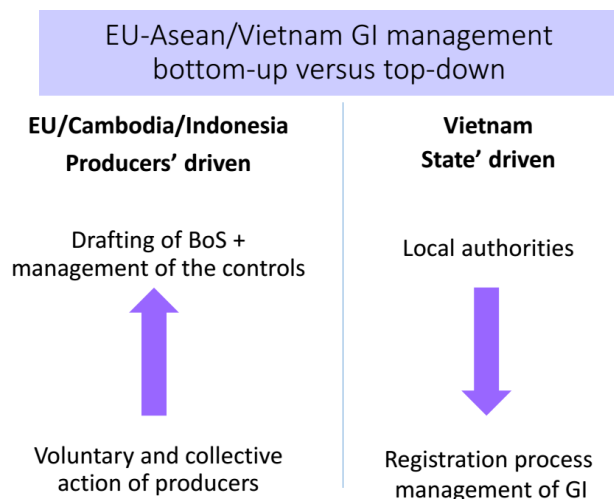 EU-Asean/Vietnam GI management
bottom-up versus top-down
EU/Cambodia/Indonesia
Producers' driven
Drafting of BoS +
management of the controls
Voluntary and collective
action of producers
Vietnam
State' driven
Local authorities
Registration process
management of GI